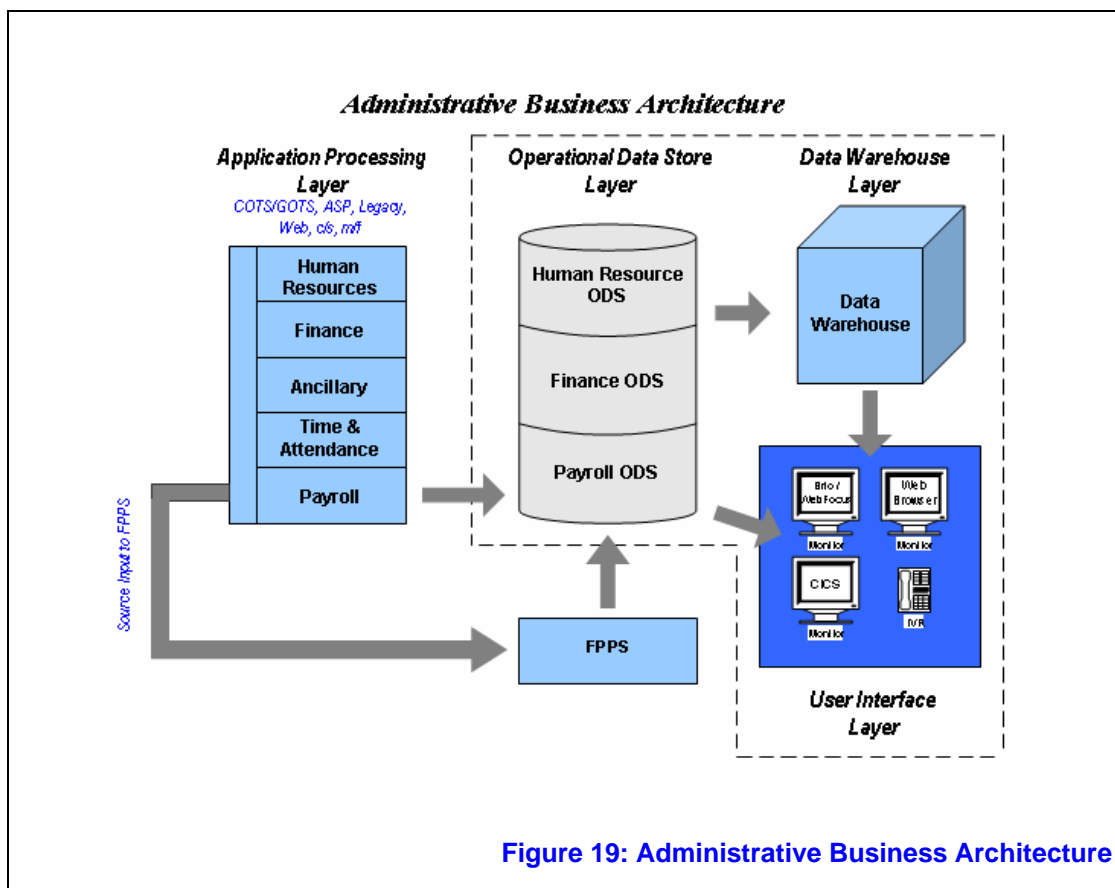 Administrative Business Architecture
Application Processing
Layer
COTS/GOTS, ASP, Legacy,
Web, c/s, m/f
Human
Resources
Finance
Ancillary
Time &
Attendance
Payroll
Source Input to FPPS
Operational Data Store
Layer
Human Resource
ODS
Finance ODS
Payroll ODS
FPPS
Data Warehouse
Layer
Data
Warehouse
Brio /
WebFocus
Monitor
Web
Browser
Monitor
CICS
Monitor
IVR
User Interface
Layer
Figure 19: Administrative Business Architecture